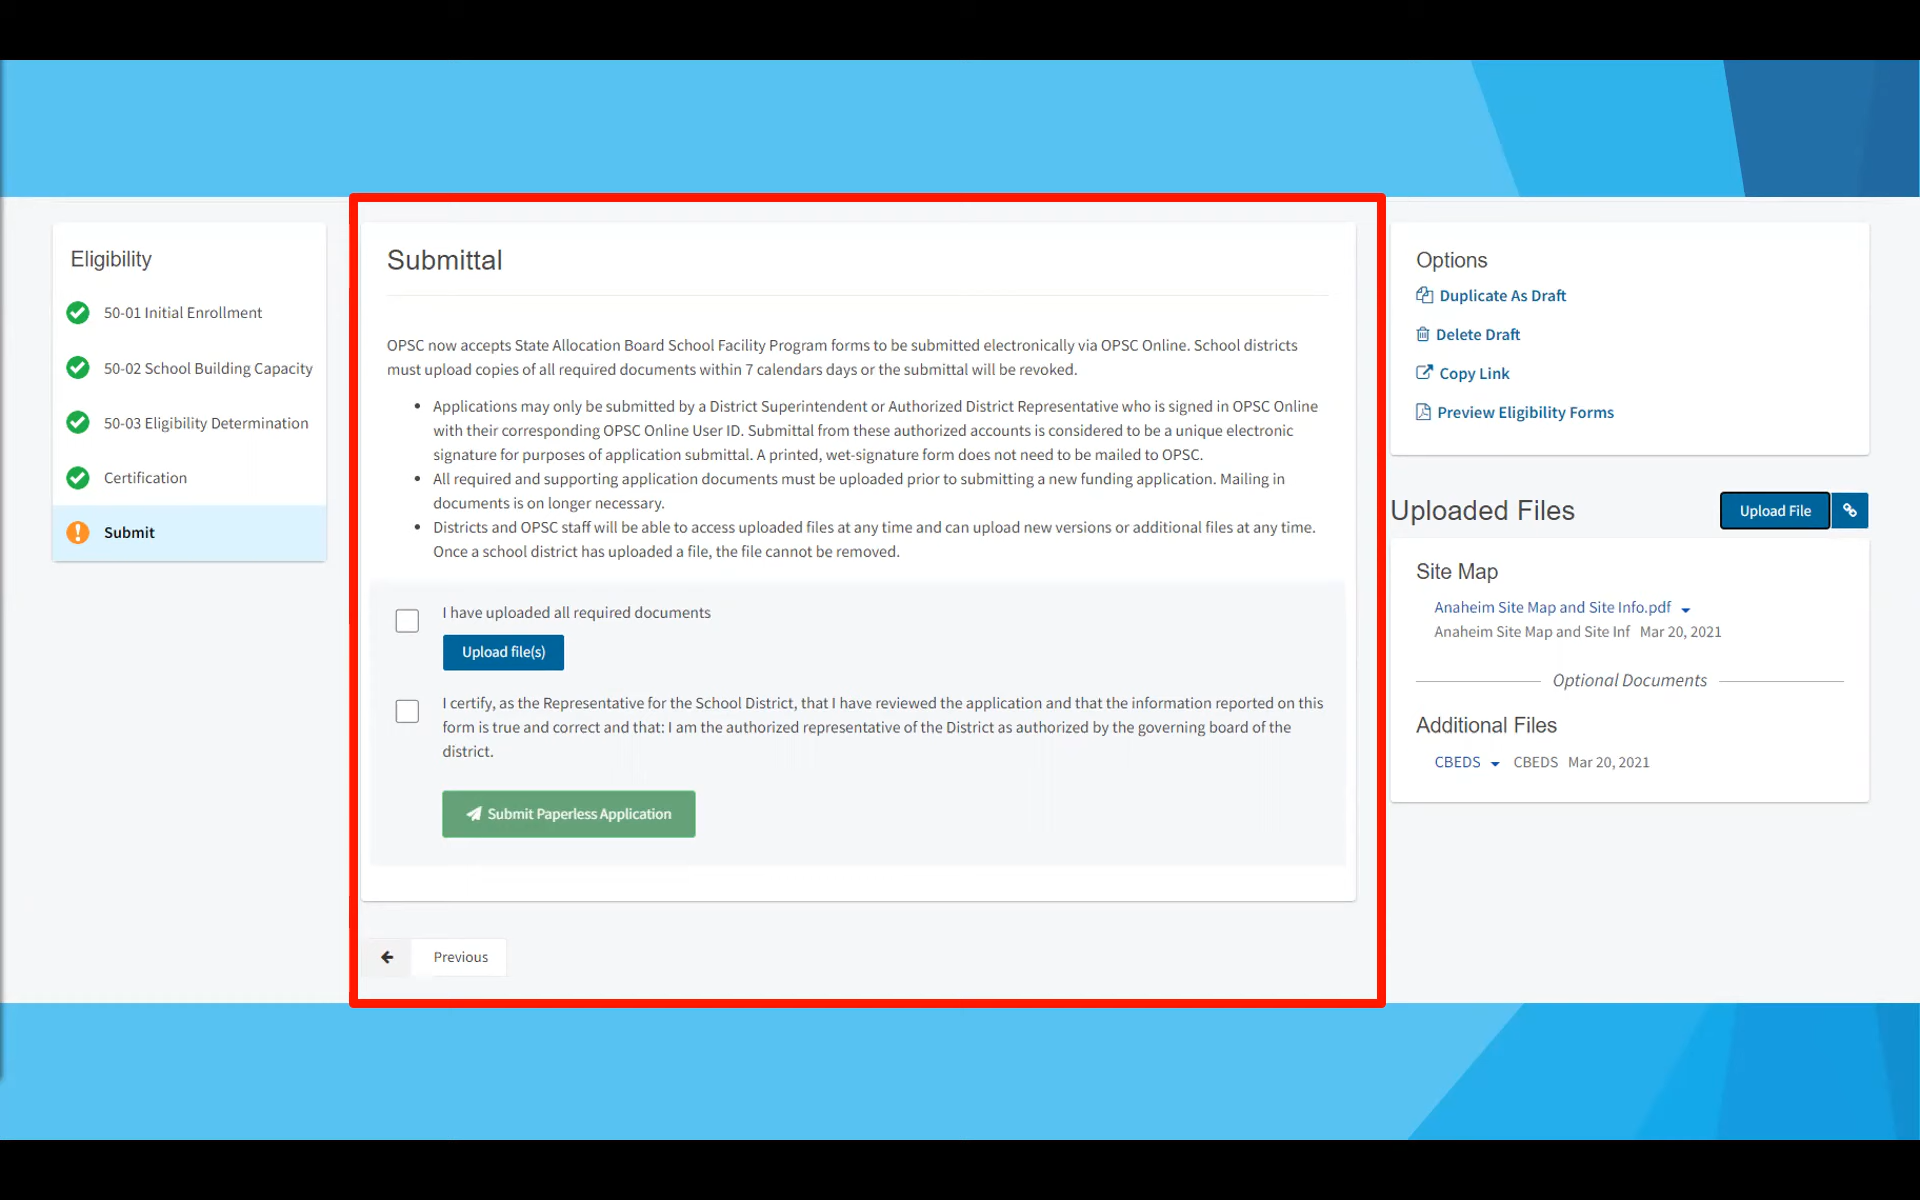 Eligibility
50-01 Initial Enrollment
50-02 School Building Capacity
50-03 Eligibility Determination
Certification
Submit
Submittal
OPSC now accepts State Allocation Board School Facility Program forms to be submitted electronically via OPSC Online. School districts
must upload copies of all required documents within 7 calendars days or the submittal will be revoked.
• Applications may only be submitted by a District Superintendent or Authorized District Representative who is signed in OPSC Online
with their corresponding OPSC Online User ID. Submittal from these authorized accounts is considered to be a unique electronic
signature for purposes of application submittal. A printed, wet-signature form does not need to be mailed to OPSC.
• All required and supporting application documents must be uploaded prior to submitting a new funding application. Mailing in
documents is on longer necessary.
• Districts and OPSC staff will be able to access uploaded files at any time and can upload new versions or additional files at any time.
Once a school district has uploaded a file, the file cannot be removed.
I have uploaded all required documents
Upload file(s)
I certify, as the Representative for the School District, that I have reviewed the application and that the information reported on this
form is true and correct and that: I am the authorized representative of the District as authorized by the governing board of the
district.
Submit Paperless Application
Previous
Options
Duplicate As Draft
Delete Draft
Copy Link
Preview Eligibility Forms
Uploaded Files
Upload File
Site Map
Anaheim Site Map and Site Info.pdf
Anaheim Site Map and Site Inf Mar 20, 2021
Optional Documents
Additional Files
CBEDS CBEDS Mar 20, 2021